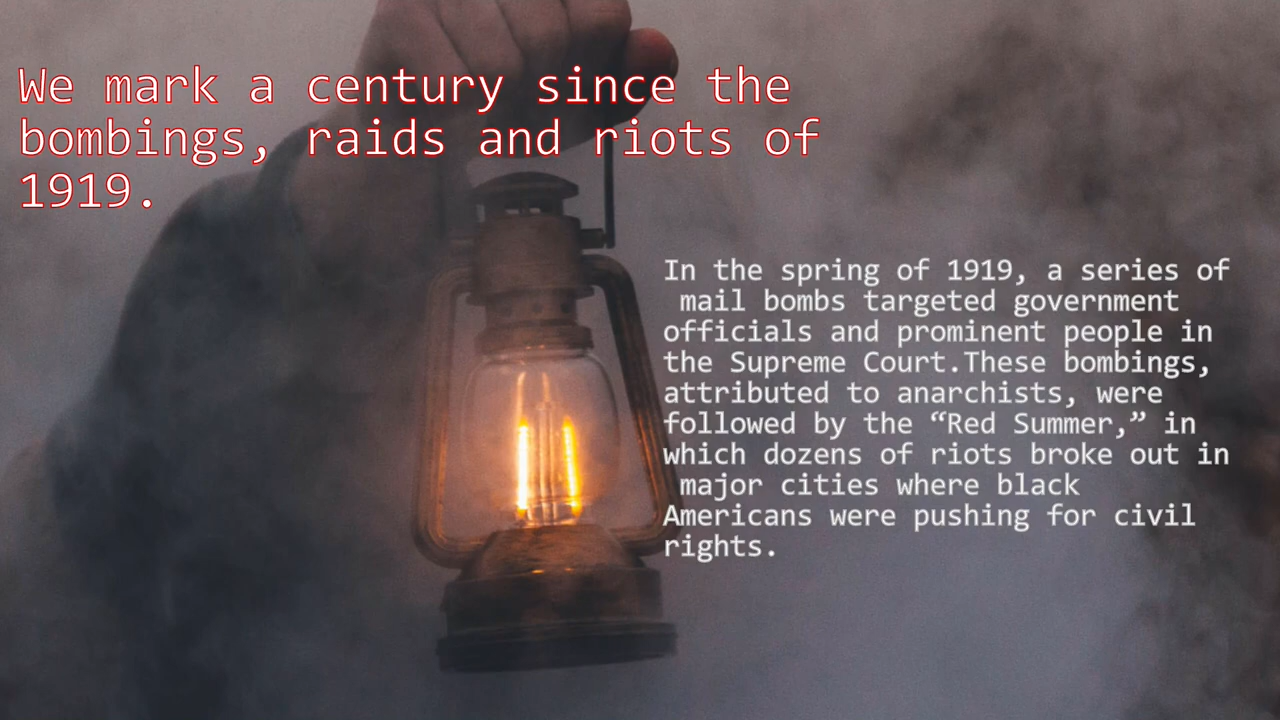 We mark a century since the
bombings, raids and riots of
1919.
In the spring of 1919, a series of
mail bombs targeted government
officials and prominent people in
the Supreme Court.These bombings,
attributed to anarchists, were
followed by the “Red Summer,” in
which dozens of riots broke out in
major cities where black
Americans were pushing for civil
rights.